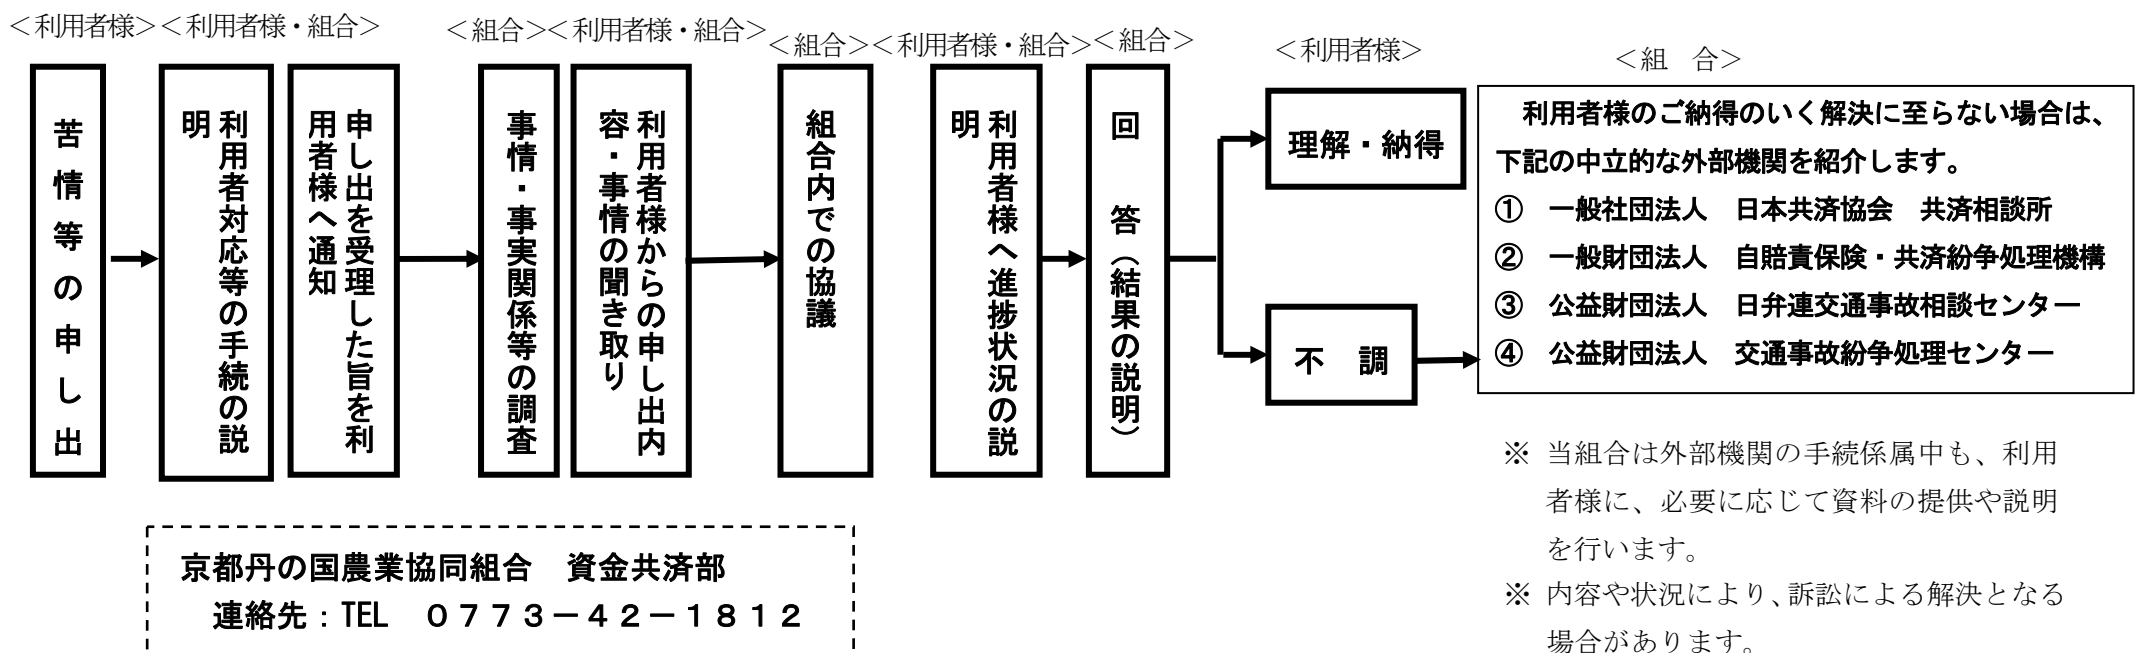 ＜利用者様＞
＜利用者様・組合＞
＜組合＞
＜利用者様・組合＞
＜組合＞
＜利用者様・組合＞
＜組合＞
＜利用者様＞
＜組　合＞
苦情等の申し出
利用者対応等の手続の説
明
申し出を受理した旨を利
用者様へ通知
事情・事実関係等の調査
利用者様からの申し出内
容・事情の聞き取り
組合内での協議
利用者様へ進捗状況の説
明
回　答（結果の説明）
理解・納得
不　調
利用者様のご納得のいく解決に至らない場合は、
下記の中立的な外部機関を紹介します。
①　一般社団法人　日本共済協会　共済相談所
②　一般財団法人　自賠責保険・共済紛争処理機構
③　公益財団法人　日弁連交通事故相談センター
④　公益財団法人　交通事故紛争処理センター
※ 当組合は外部機関の手続係属中も、利用
者様に、必要に応じて資料の提供や説明
を行います。
※ 内容や状況により、訴訟による解決となる
場合があります。
京都丹の国農業協同組合　資金共済部
連絡先：TEL　０７７３－４２－１８１２